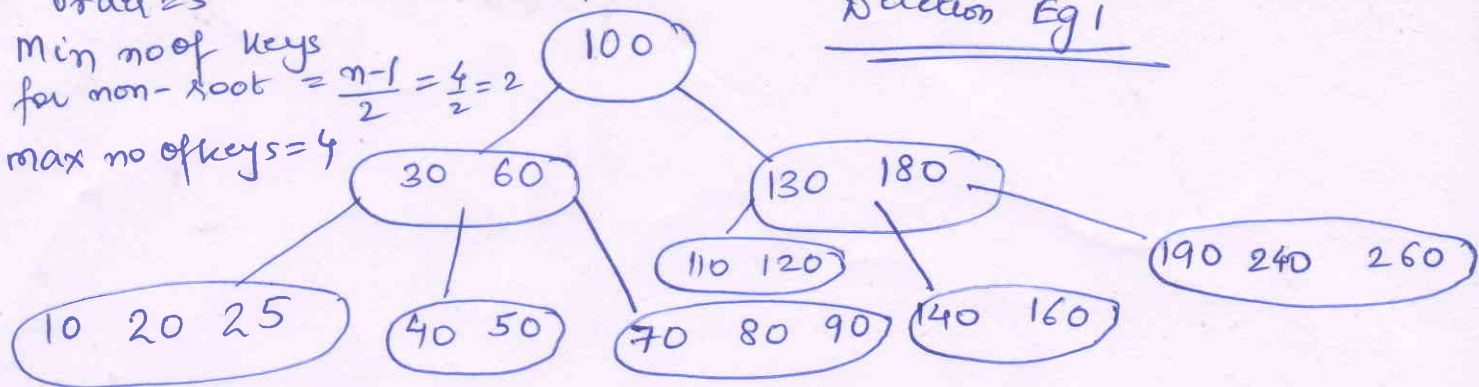 Min no of keys
for non-root = n-1/2 = 4/2 = 2
max no of keys = 4
Eg 1
100
30 60
130 180
10 20 25
40 50
70 80 90
110 120
140 160
190 240 260